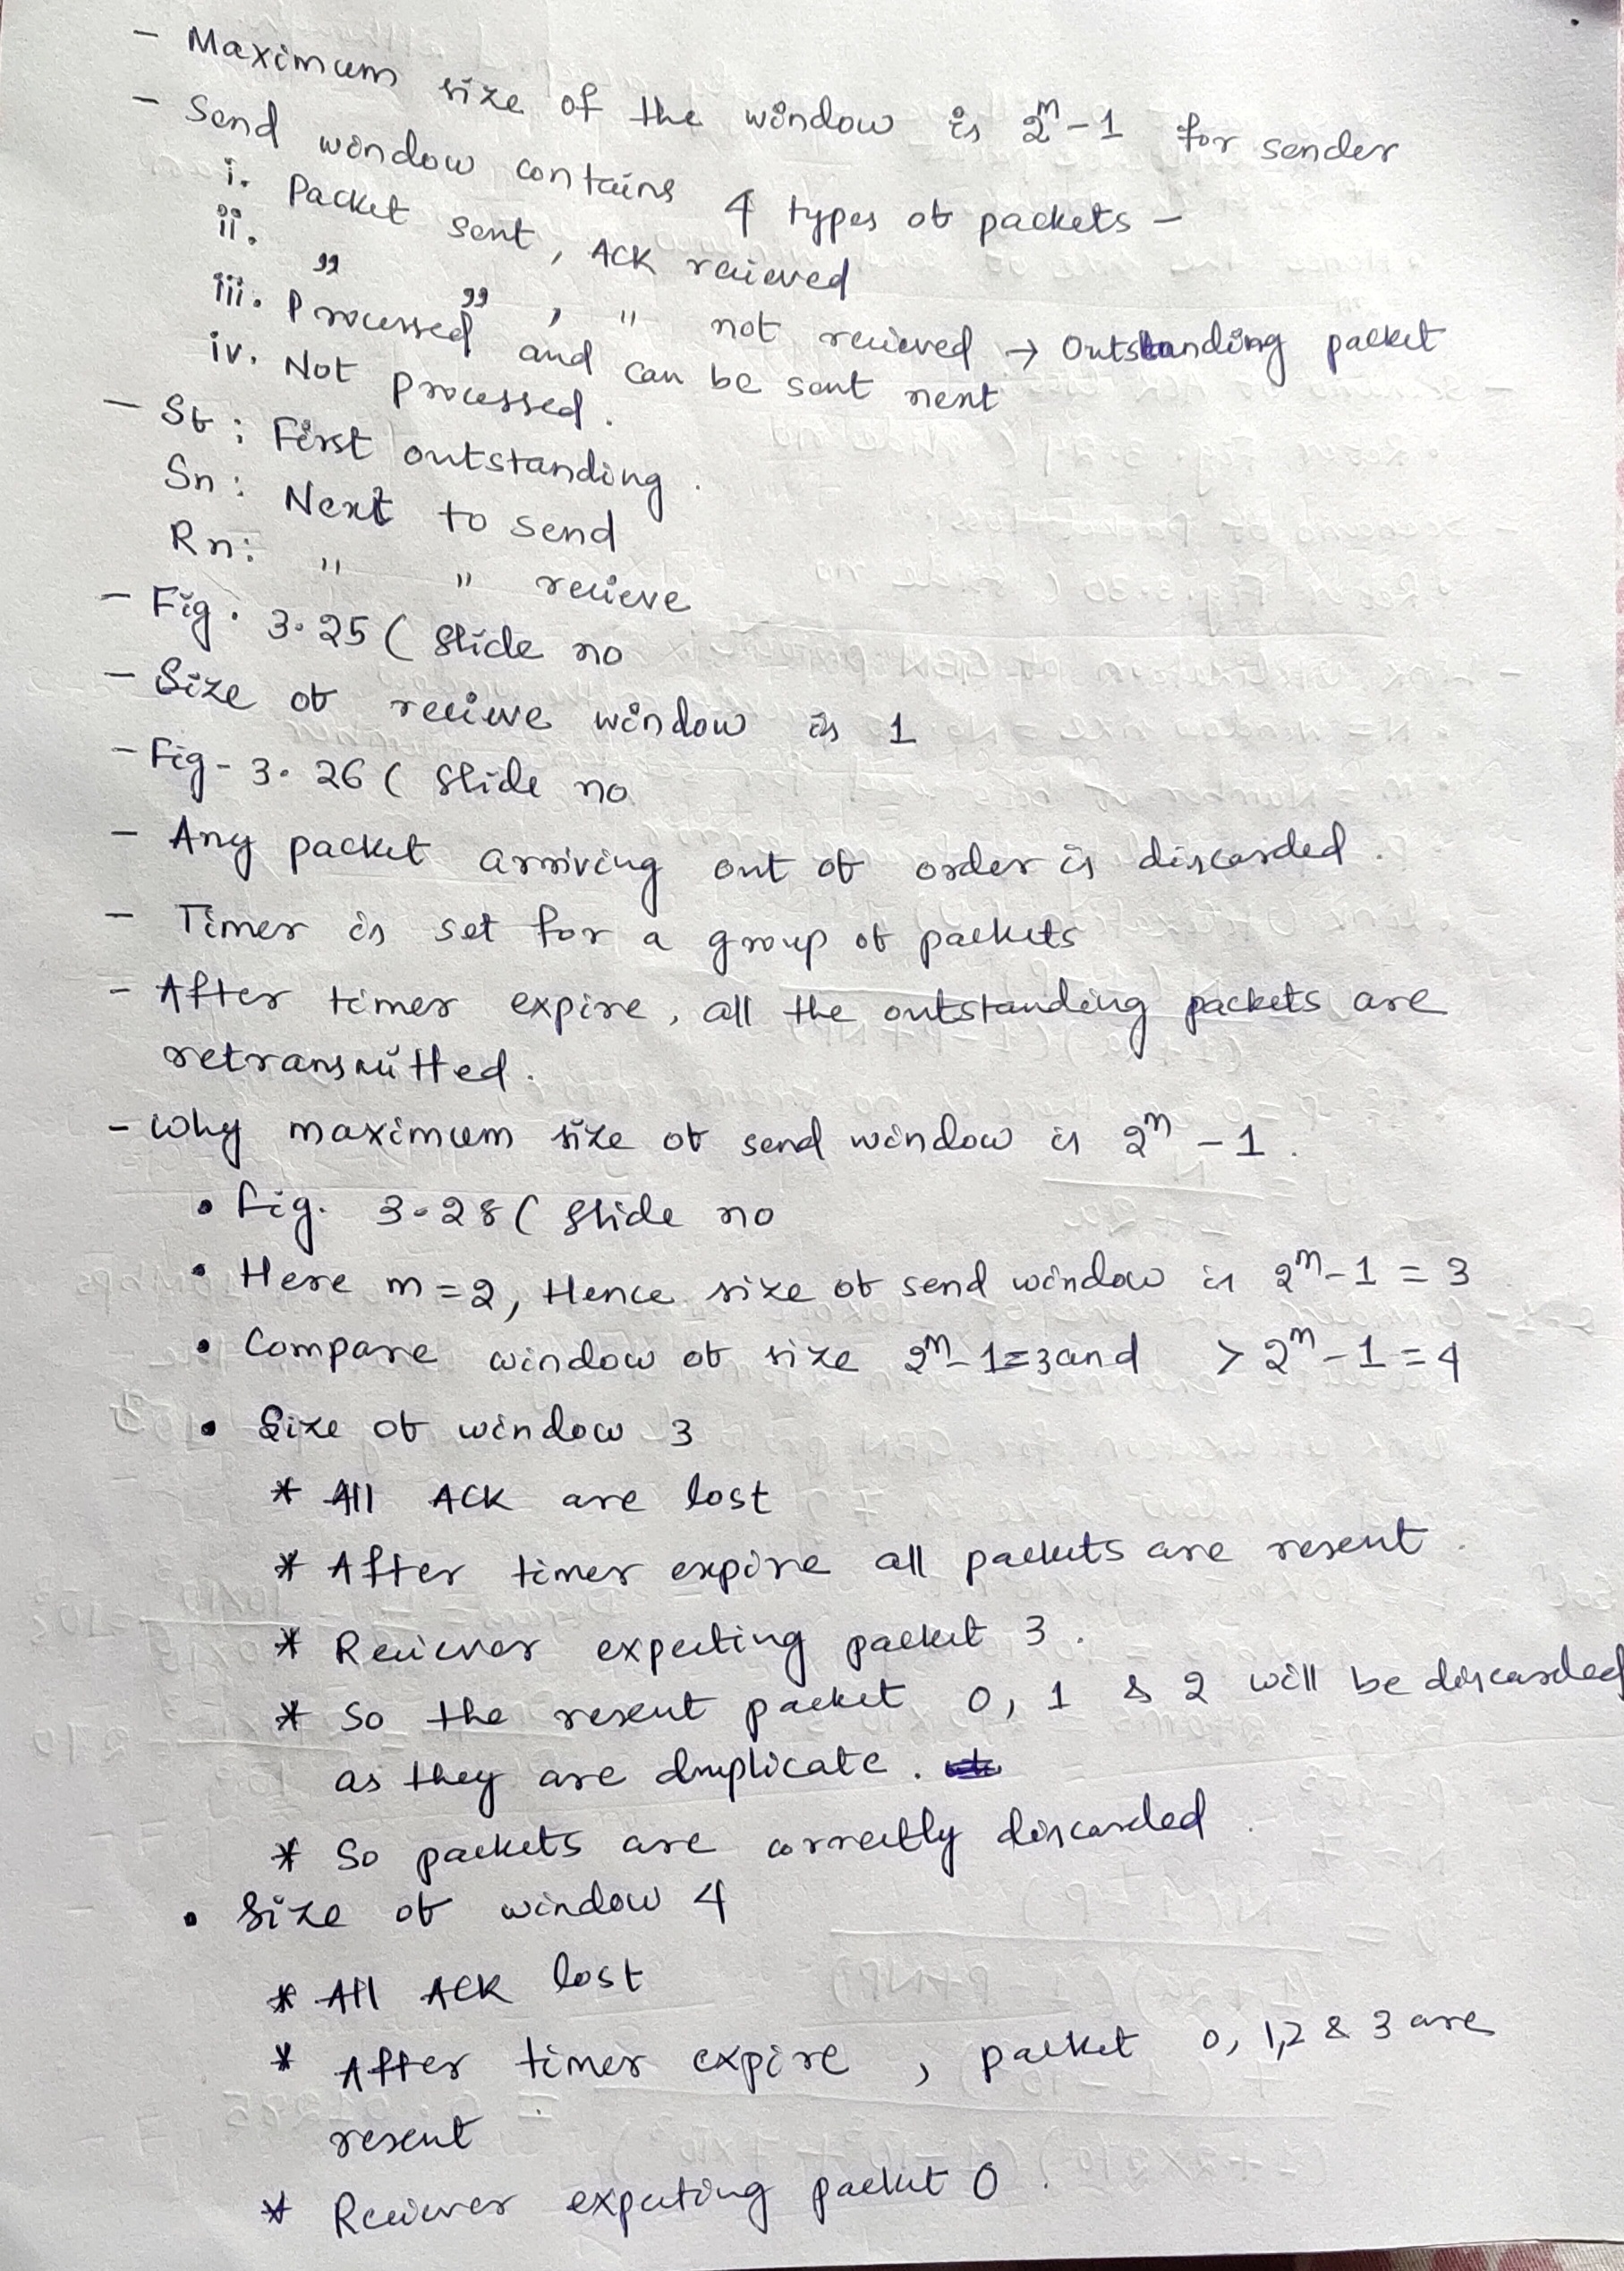 - Maximum size of the window is 2^m - 1 for sender
- Send window contains 4 types of packets -
i. Packet sent, ACK recieved
ii. " " , " not recieved → Outstanding packet
iii. Processed and can be sent next
iv. Not processed.
- Sf : First outstanding.
Sn : Next to send
Rn : " " recieve
- Fig. 3.25 ( Slide no
- Size of recieve window is 1
- Fig - 3.26 ( Slide no
- Any packet arriving out of order is discarded.
- Timer is set for a group of packets
- After timer expire, all the outstanding packets are
retransmitted.
- Why maximum size of send window is 2^m - 1.
• Fig. 3.28 ( Slide no
• Here m = 2, Hence size of send window is 2^m - 1 = 3
• Compare window of size 2^m - 1 = 3 and > 2^m - 1 = 4
• Size of window 3
* All ACK are lost
* After timer expire all packets are resent.
* Reciever expecting packet 3.
* So the resent packet 0, 1 & 2 will be discarded
as they are duplicate.
* So packets are correctly discarded.
• Size of window 4
* All ACK lost
* After timer expire, packet 0, 1,2 & 3 are
resent
* Reciever expecting packet 0.